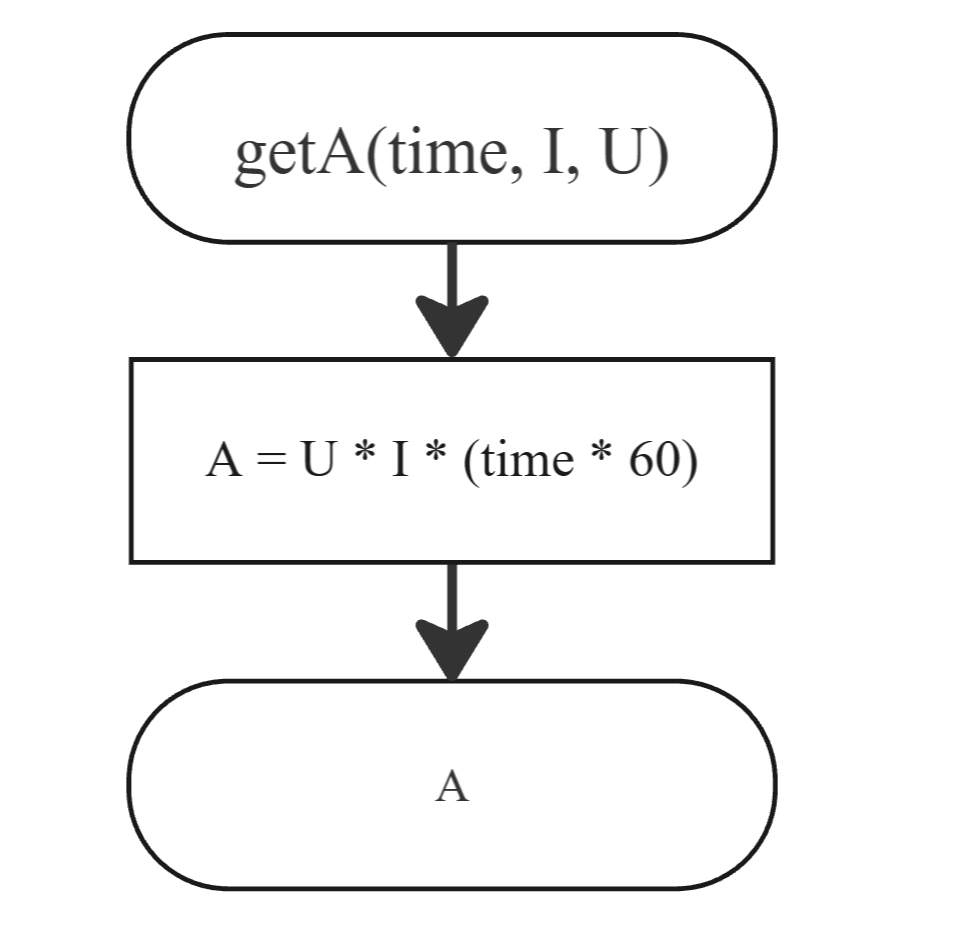 getA(time, I, U)
A = U * I * (time * 60)
A